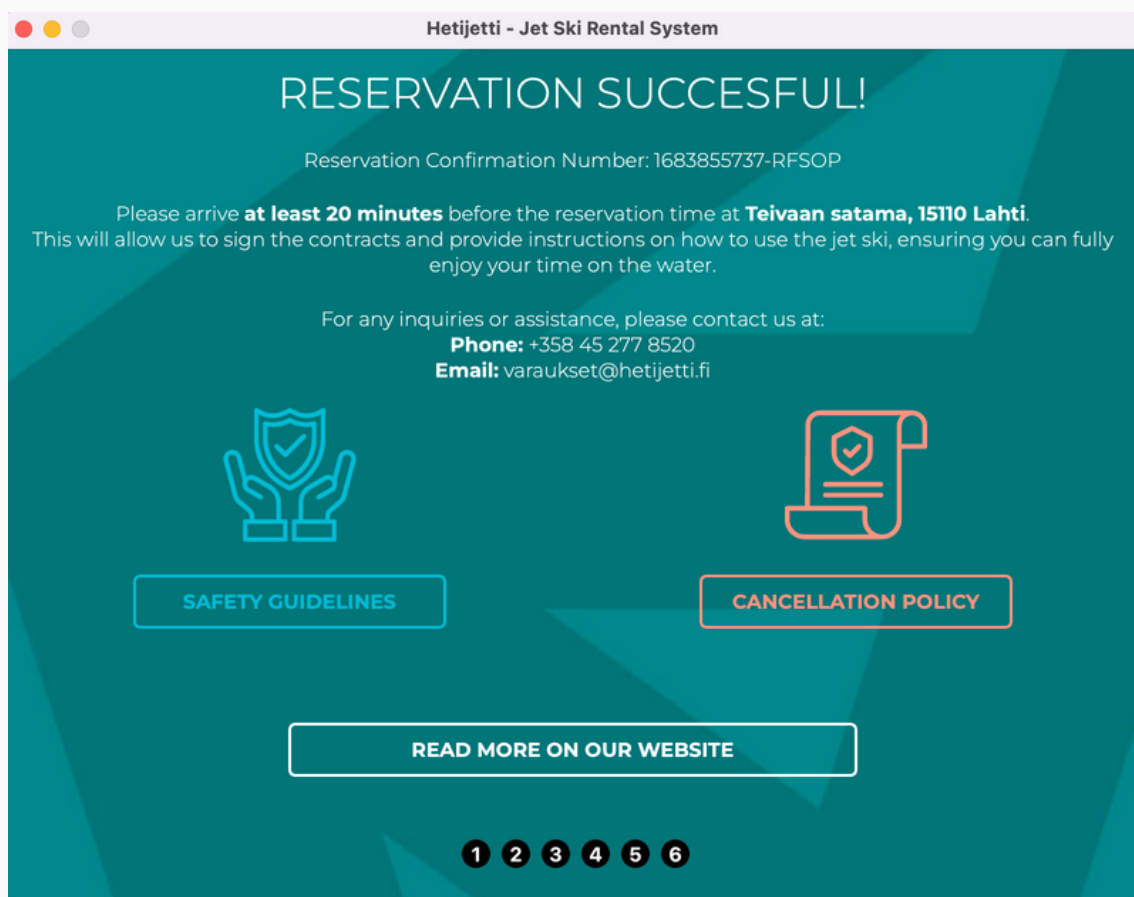 Hetijetti - Jet Ski Rental System
RESERVATION SUCCESFUL!
Reservation Confirmation Number: 1683855737-RFSOP
Please arrive at least 20 minutes before the reservation time at Teivaan satama, 15110 Lahti.
This will allow us to sign the contracts and provide instructions on how to use the jet ski, ensuring you can fully
enjoy your time on the water.
For any inquiries or assistance, please contact us at:
Phone: +358 45 277 8520
Email: varaukset@hetijetti.fi
SAFETY GUIDELINES
CANCELLATION POLICY
READ MORE ON OUR WEBSITE
1 2 3 4 5 6